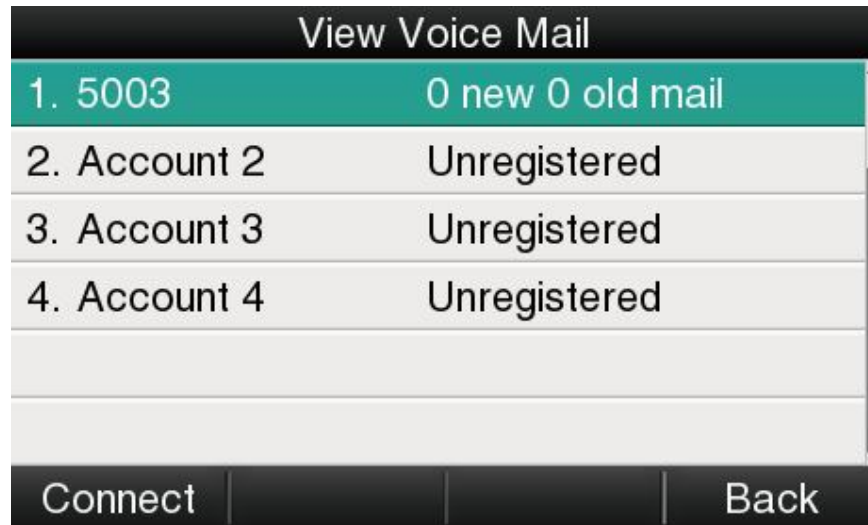 View Voice Mail
1. 5003 0 new 0 old mail
2. Account 2 Unregistered
3. Account 3 Unregistered
4. Account 4 Unregistered
Connect Back